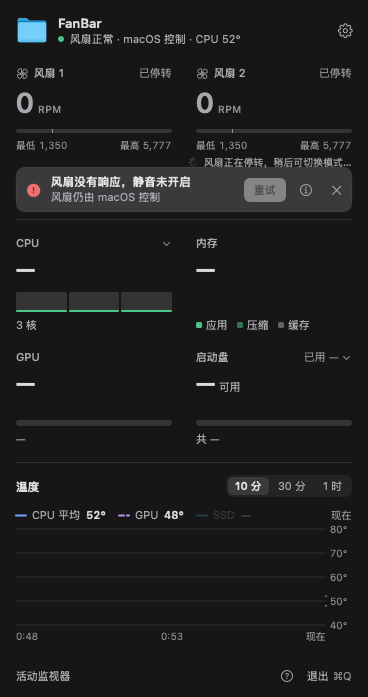 FanBar
风扇正常 · macOS 控制 · CPU 52°
风扇 1 已停转
0 RPM
最低 1,350 最高 5,777
风扇 2 已停转
0 RPM
最低 1,350 最高 5,777
风扇正在停转，稍后可切换模式…
风扇没有响应，静音未开启
风扇仍由 macOS 控制
重试
CPU
—
3 核
内存
—
应用 压缩 缓存
GPU
—
—
启动盘 已用 —
— 可用
共 —
温度
10 分 30 分 1 时
CPU 平均 52° GPU 48° SSD — 现在
80°
70°
60°
50°
40°
0:48 0:53 现在
活动监视器
退出 ⌘Q